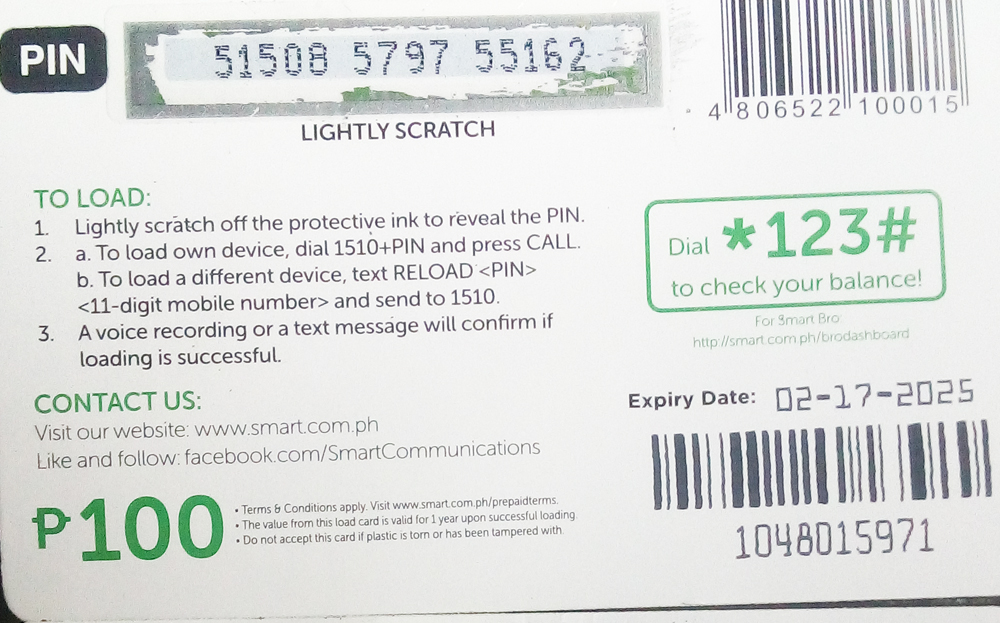 PIN
51508 5797 55162
LIGHTLY SCRATCH
4 806522 100015
TO LOAD:
1. Lightly scratch off the protective ink to reveal the PIN.
2. a. To load own device, dial 1510+PIN and press CALL.
b. To load a different device, text RELOAD <PIN>
<11-digit mobile number> and send to 1510.
3. A voice recording or a text message will confirm if
loading is successful.
Dial *123#
to check your balance!
For Smart Bro:
http://smart.com.ph/brodashboard
CONTACT US:
Visit our website: www.smart.com.ph
Like and follow: facebook.com/SmartCommunications
Expiry Date: 02-17-2025
₱100
• Terms & Conditions apply. Visit www.smart.com.ph/prepaidterms.
• The value from this load card is valid for 1 year upon successful loading.
• Do not accept this card if plastic is torn or has been tampered with.
1048015971